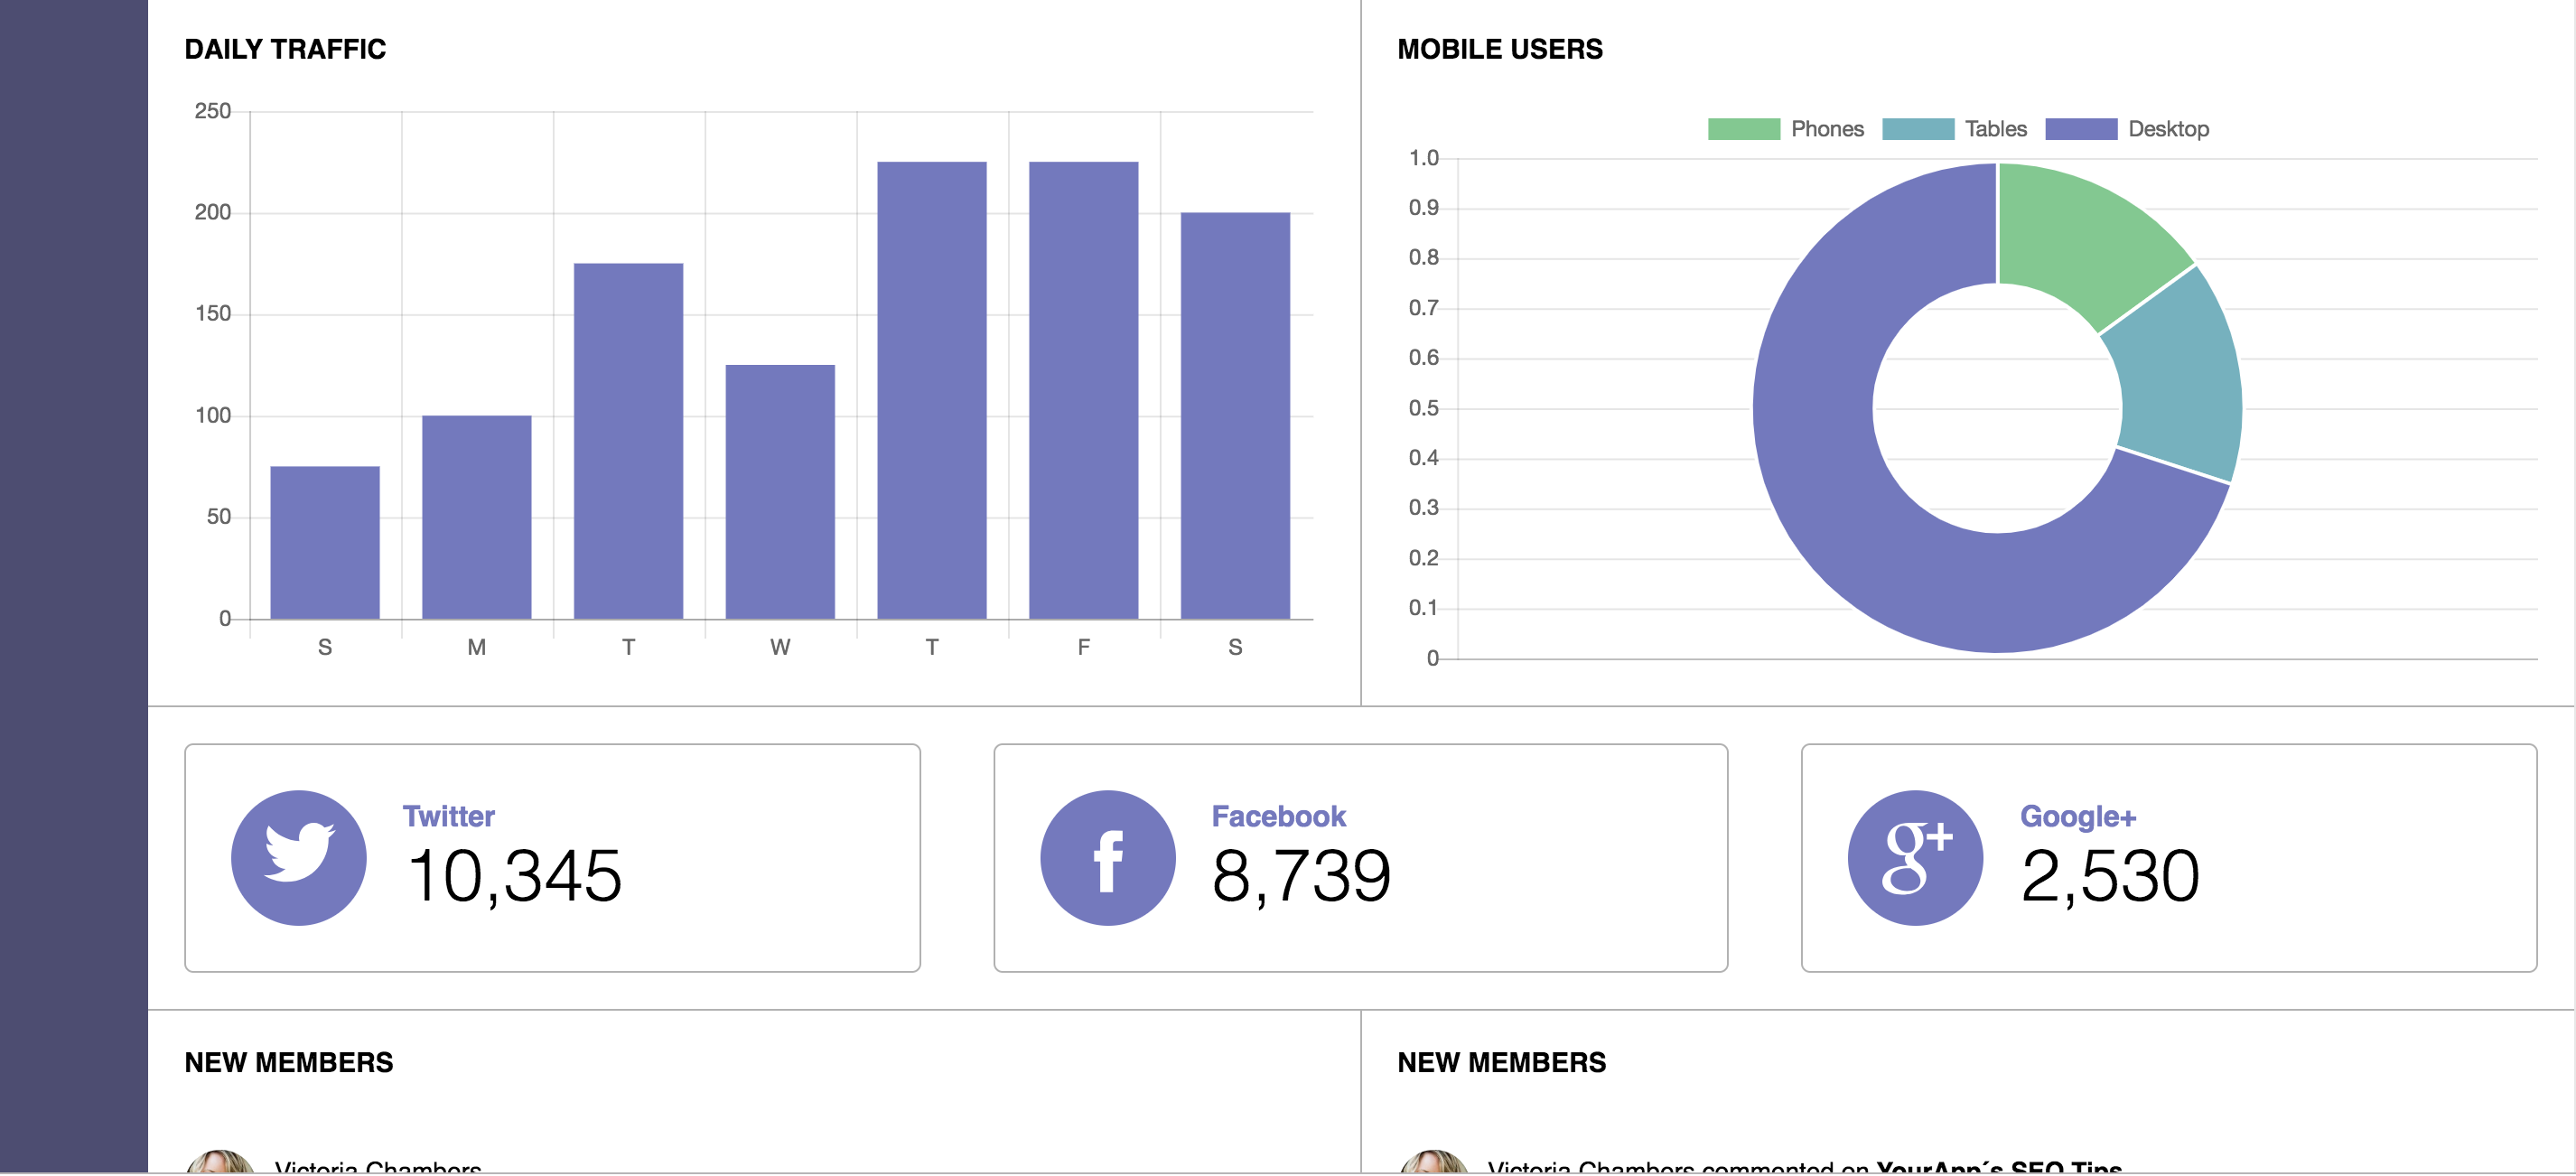 DAILY TRAFFIC
250
200
150
100
50
0
S M T W T F S
MOBILE USERS
Phones Tables Desktop
1.0
0.9
0.8
0.7
0.6
0.5
0.4
0.3
0.2
0.1
0
Twitter
10,345
Facebook
8,739
Google+
2,530
NEW MEMBERS
Victoria Chambers
NEW MEMBERS
Victoria Chambers commented on YourApp´s SEO Tips